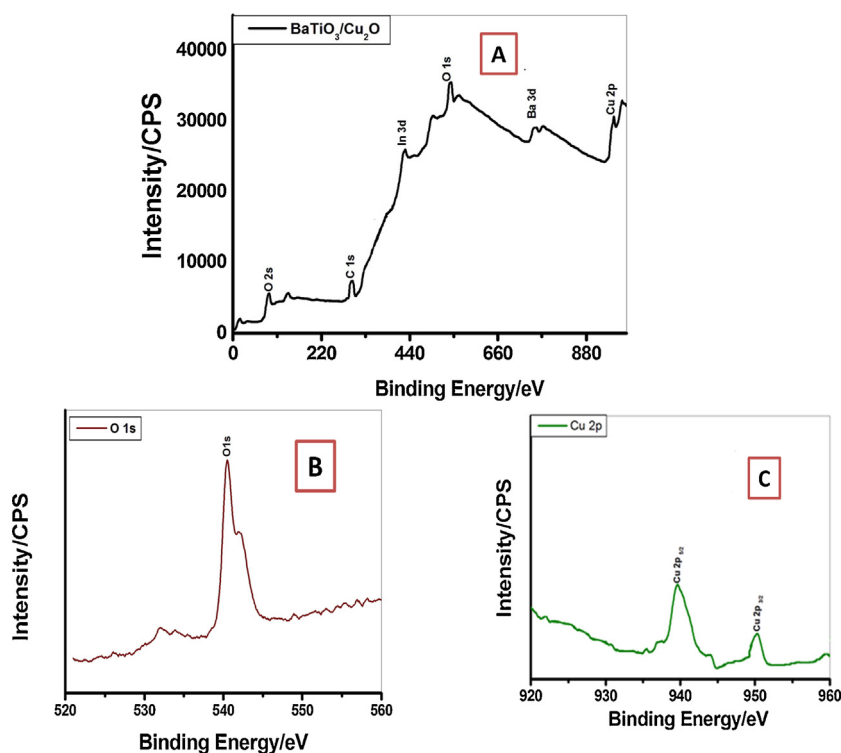 BaTiO₃/Cu₂O
A
40000
30000
20000
10000
0
Intensity/CPS
O 2s
C 1s
In 3d
O 1s
Ba 3d
Cu 2p
0 220 440 660 880
Binding Energy/eV
O 1s
B
O1s
Intensity/CPS
520 530 540 550 560
Binding Energy/eV
Cu 2p
C
Cu 2p
Cu 2p 3/2
Intensity/CPS
920 930 940 950 960
Binding Energy/eV